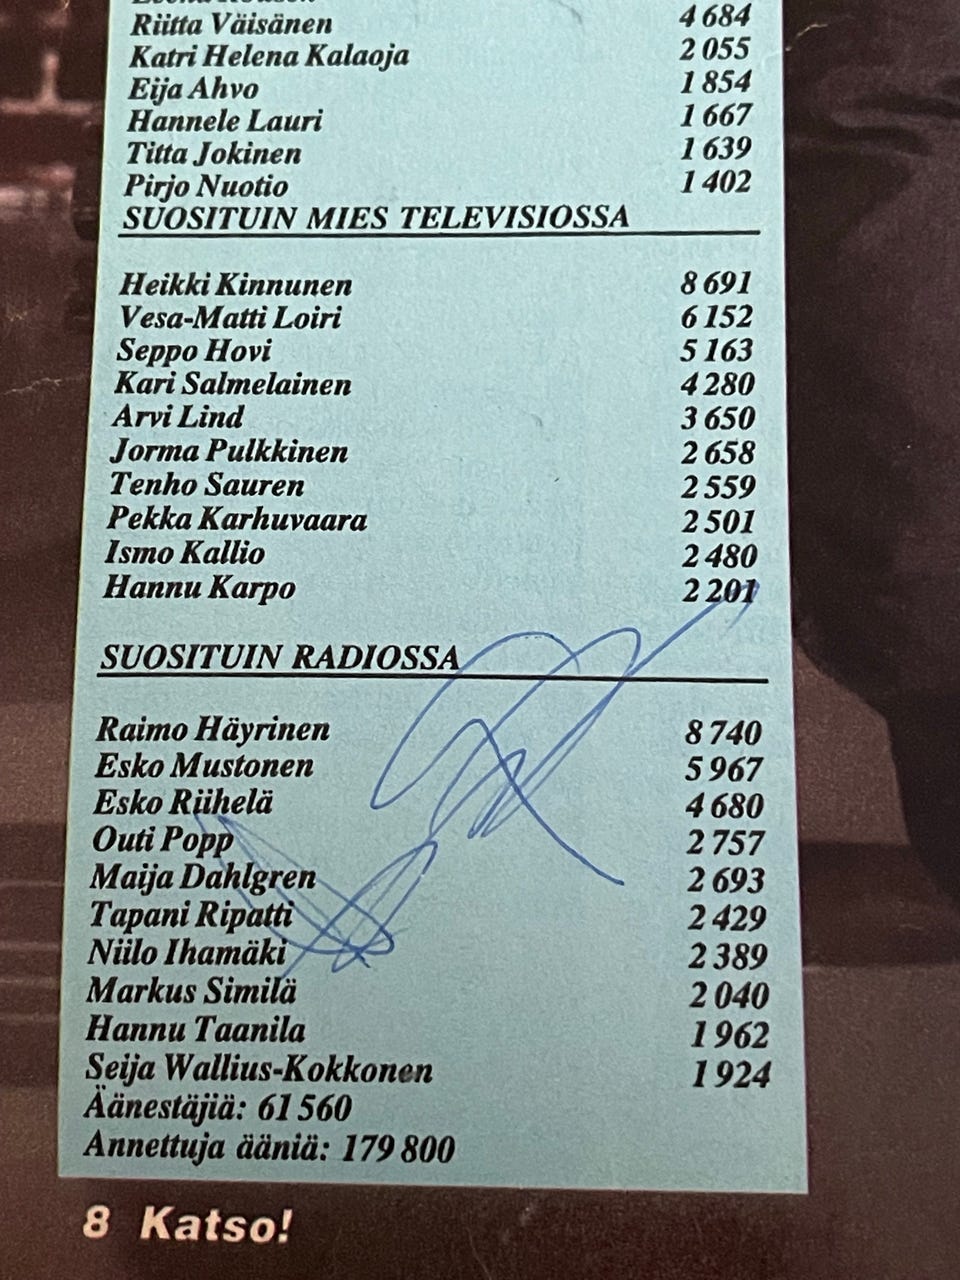 Riitta Väisänen 4 684
Katri Helena Kalaoja 2 055
Eija Ahvo 1 854
Hannele Lauri 1 667
Titta Jokinen 1 639
Pirjo Nuotio 1 402
SUOSITUIN MIES TELEVISIOSSA
Heikki Kinnunen 8 691
Vesa-Matti Loiri 6 152
Seppo Hovi 5 163
Kari Salmelainen 4 280
Arvi Lind 3 650
Jorma Pulkkinen 2 658
Tenho Sauren 2 559
Pekka Karhuvaara 2 501
Ismo Kallio 2 480
Hannu Karpo 2 201
SUOSITUIN RADIOSSA
Raimo Häyrinen 8 740
Esko Mustonen 5 967
Esko Riihelä 4 680
Outi Popp 2 757
Maija Dahlgren 2 693
Tapani Ripatti 2 429
Niilo Ihamäki 2 389
Markus Similä 2 040
Hannu Taanila 1 962
Seija Wallius-Kokkonen 1 924
Äänestäjiä: 61 560
Annettuja ääniä: 179 800
8 Katso!